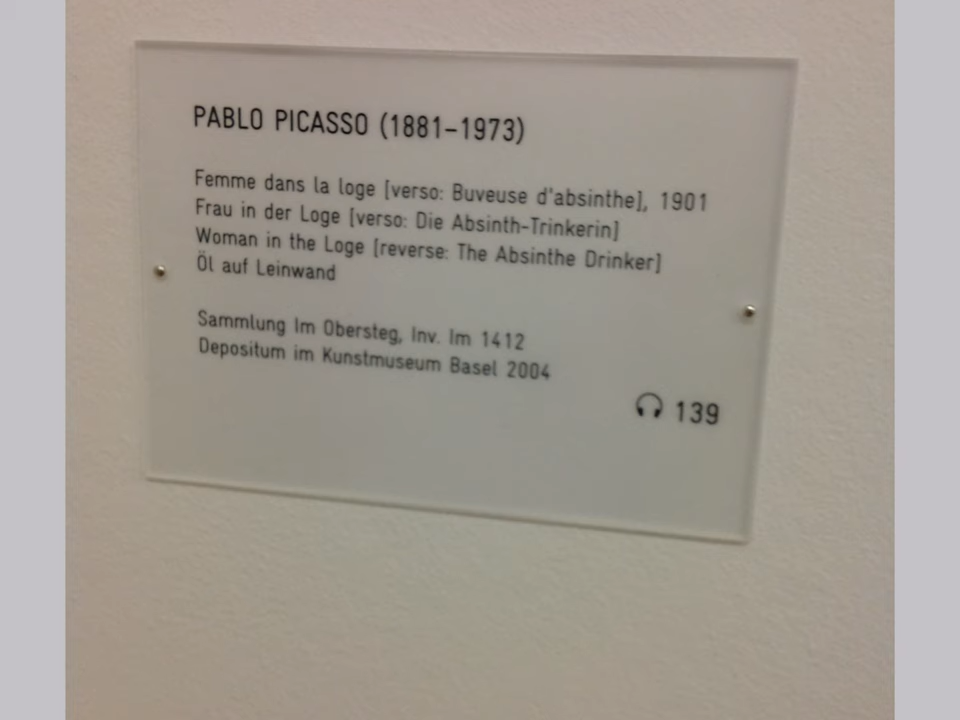 PABLO PICASSO (1881–1973)
Femme dans la loge [verso: Buveuse d'absinthe], 1901
Frau in der Loge [verso: Die Absinth-Trinkerin]
Woman in the Loge [reverse: The Absinthe Drinker]
Öl auf Leinwand
Sammlung Im Obersteg, Inv. Im 1412
Depositum im Kunstmuseum Basel 2004
139